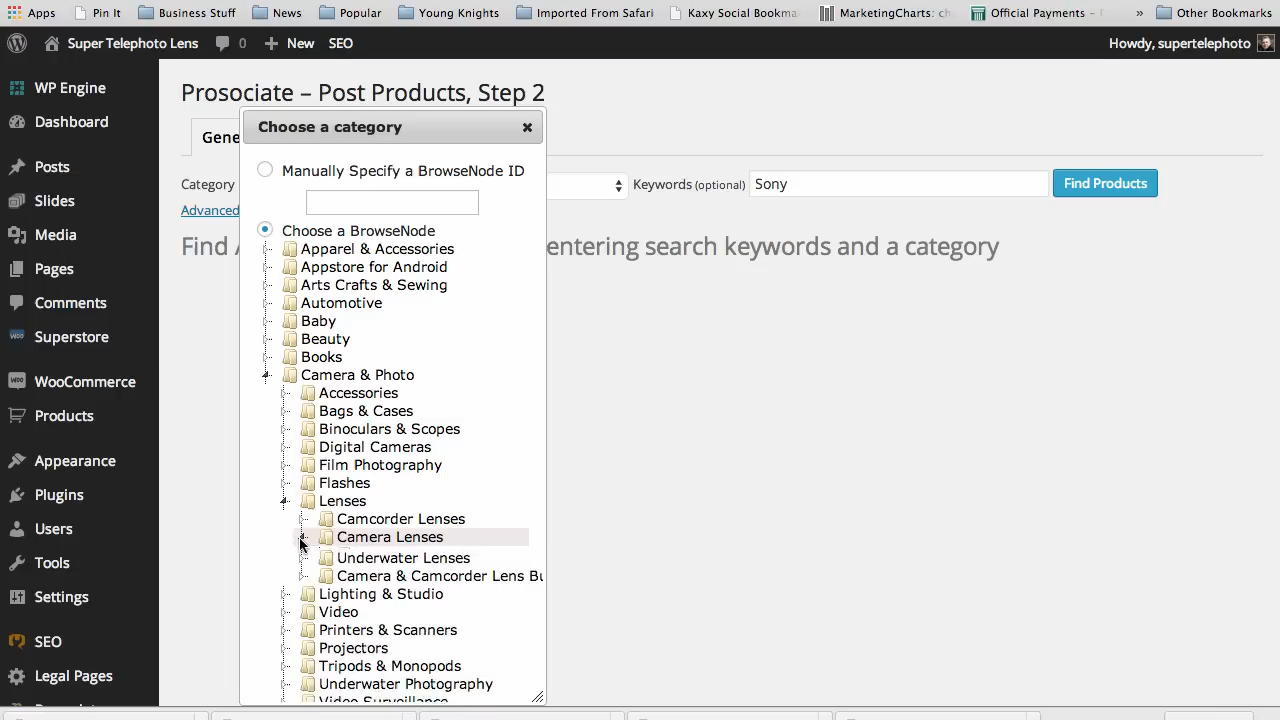 Apps Pin It Business Stuff News Popular Young Knights Imported From Safari Kaxy Social Bookma MarketingCharts: ch Official Payments – » Other Bookmarks
Super Telephoto Lens 0 New SEO Howdy, supertelephoto
WP Engine
Dashboard
Posts
Slides
Media
Pages
Comments
Superstore
WooCommerce
Products
Appearance
Plugins
Users
Tools
Settings
SEO
Legal Pages
Prosociate – Post Products, Step 2
Gene
Category Keywords (optional) Sony Find Products
Advanced
Find entering search keywords and a category
Choose a category
Manually Specify a BrowseNode ID
Choose a BrowseNode
Apparel & Accessories
Appstore for Android
Arts Crafts & Sewing
Automotive
Baby
Beauty
Books
Camera & Photo
Accessories
Bags & Cases
Binoculars & Scopes
Digital Cameras
Film Photography
Flashes
Lenses
Camcorder Lenses
Camera Lenses
Underwater Lenses
Camera & Camcorder Lens Bu
Lighting & Studio
Video
Printers & Scanners
Projectors
Tripods & Monopods
Underwater Photography
Video Surveillance